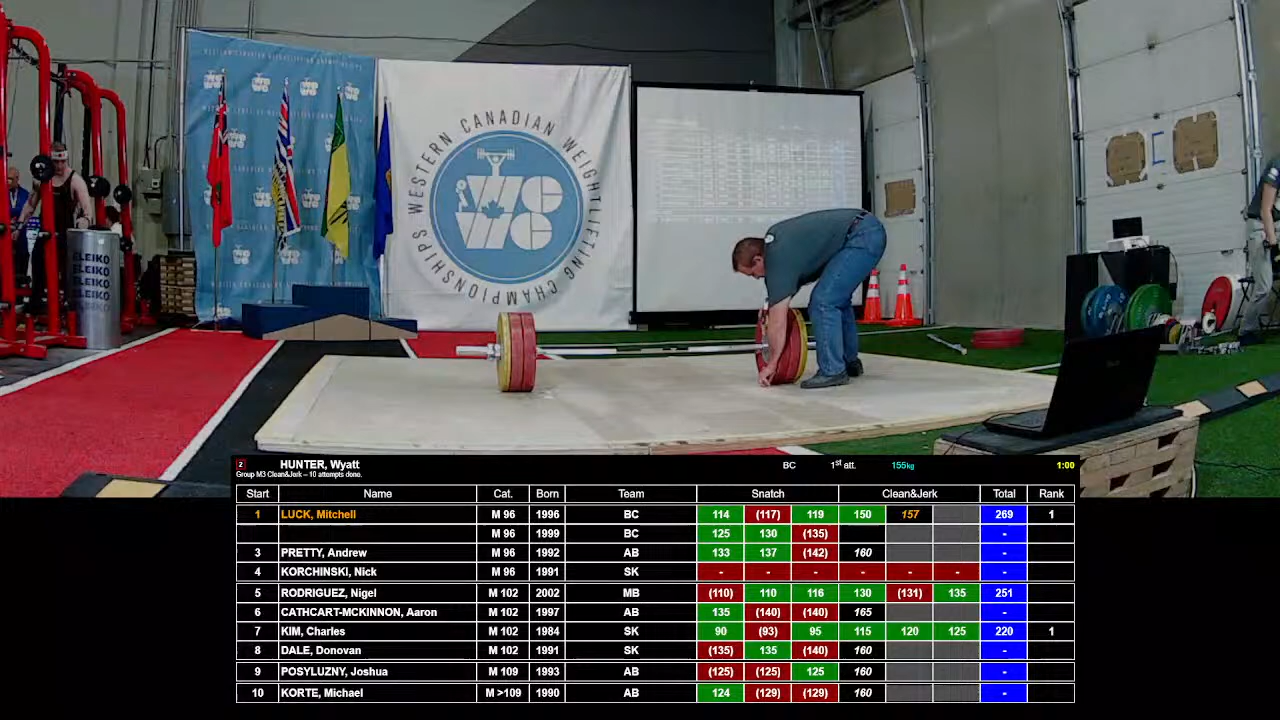 WESTERN CANADIAN WEIGHTLIFTING CHAMPIONSHIPS
WC
WC
ELEIKO
ELEIKO
ELEIKO
ELEIKO
2 HUNTER, Wyatt BC 1st att. 155kg 1:00
Group M3 Clean&Jerk – 10 attempts done.
Start Name Cat. Born Team Snatch Clean&Jerk Total Rank
1 LUCK, Mitchell M 96 1996 BC 114 (117) 119 150 157 269 1
M 96 1999 BC 125 130 (135) -
3 PRETTY, Andrew M 96 1992 AB 133 137 (142) 160 -
4 KORCHINSKI, Nick M 96 1991 SK - - - - - - -
5 RODRIGUEZ, Nigel M 102 2002 MB (110) 110 116 130 (131) 135 251
6 CATHCART-MCKINNON, Aaron M 102 1997 AB 135 (140) (140) 165 -
7 KIM, Charles M 102 1984 SK 90 (93) 95 115 120 125 220 1
8 DALE, Donovan M 102 1991 SK (135) 135 (140) 160 -
9 POSYLUZNY, Joshua M 109 1993 AB (125) (125) 125 160 -
10 KORTE, Michael M >109 1990 AB 124 (129) (129) 160 -